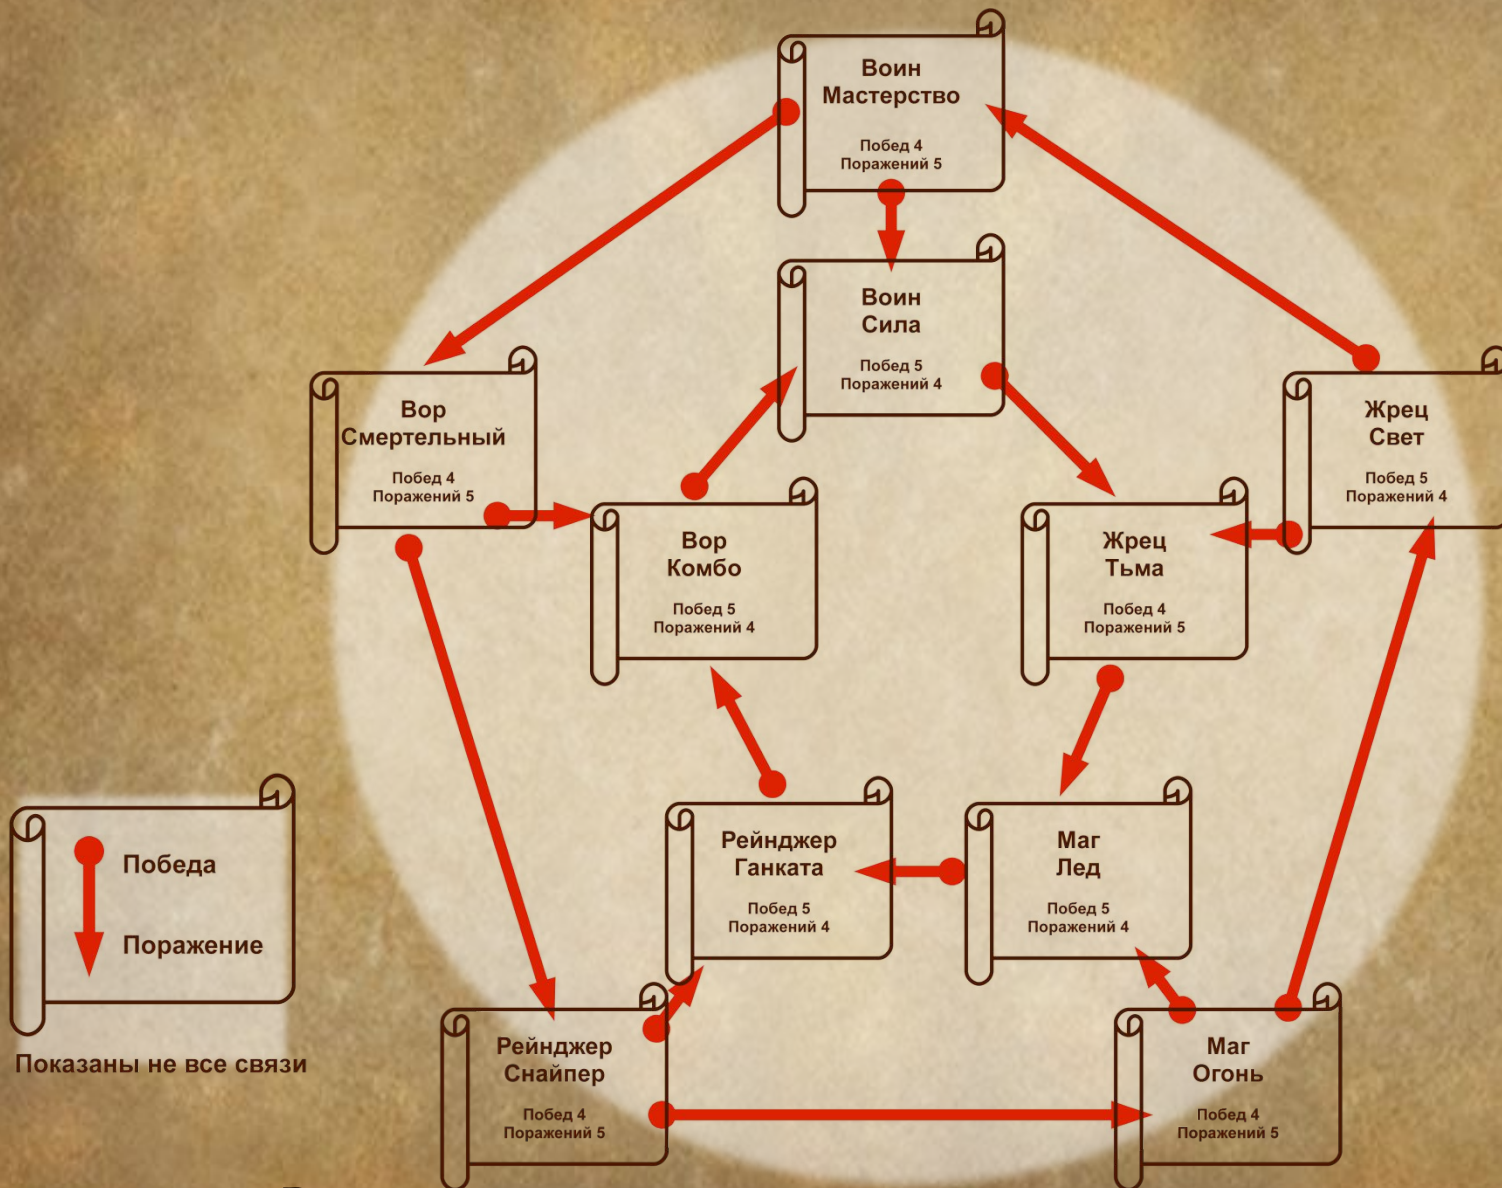 Воин
Мастерство
Побед 4
Поражений 5
Воин
Сила
Побед 5
Поражений 4
Вор
Смертельный
Побед 4
Поражений 5
Жрец
Свет
Побед 5
Поражений 4
Вор
Комбо
Побед 5
Поражений 4
Жрец
Тьма
Побед 4
Поражений 5
Рейнджер
Ганката
Побед 5
Поражений 4
Маг
Лед
Побед 5
Поражений 4
Победа
Поражение
Показаны не все связи
Рейнджер
Снайпер
Побед 4
Поражений 5
Маг
Огонь
Побед 4
Поражений 5